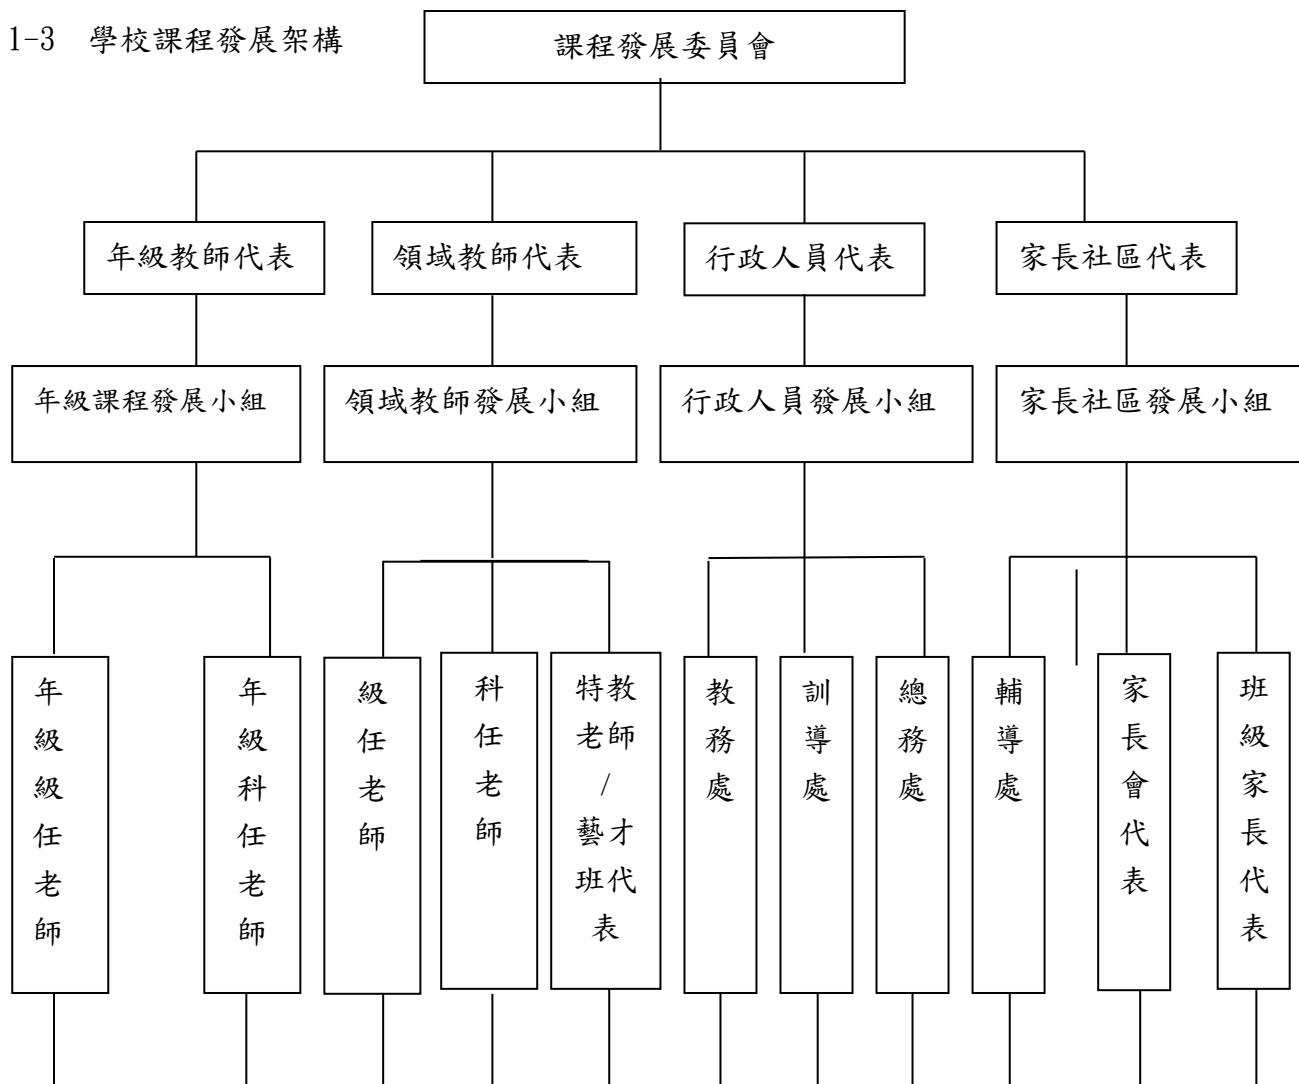 1-3 學校課程發展架構
課程發展委員會
年級教師代表
領域教師代表
行政人員代表
家長社區代表
年級課程發展小組
領域教師發展小組
行政人員發展小組
家長社區發展小組
年級級任老師
年級科任老師
級任老師
科任老師
特教
老師
/
藝才
班代
表
教務處
訓導處
總務處
輔導處
家長會代表
班級家長代表